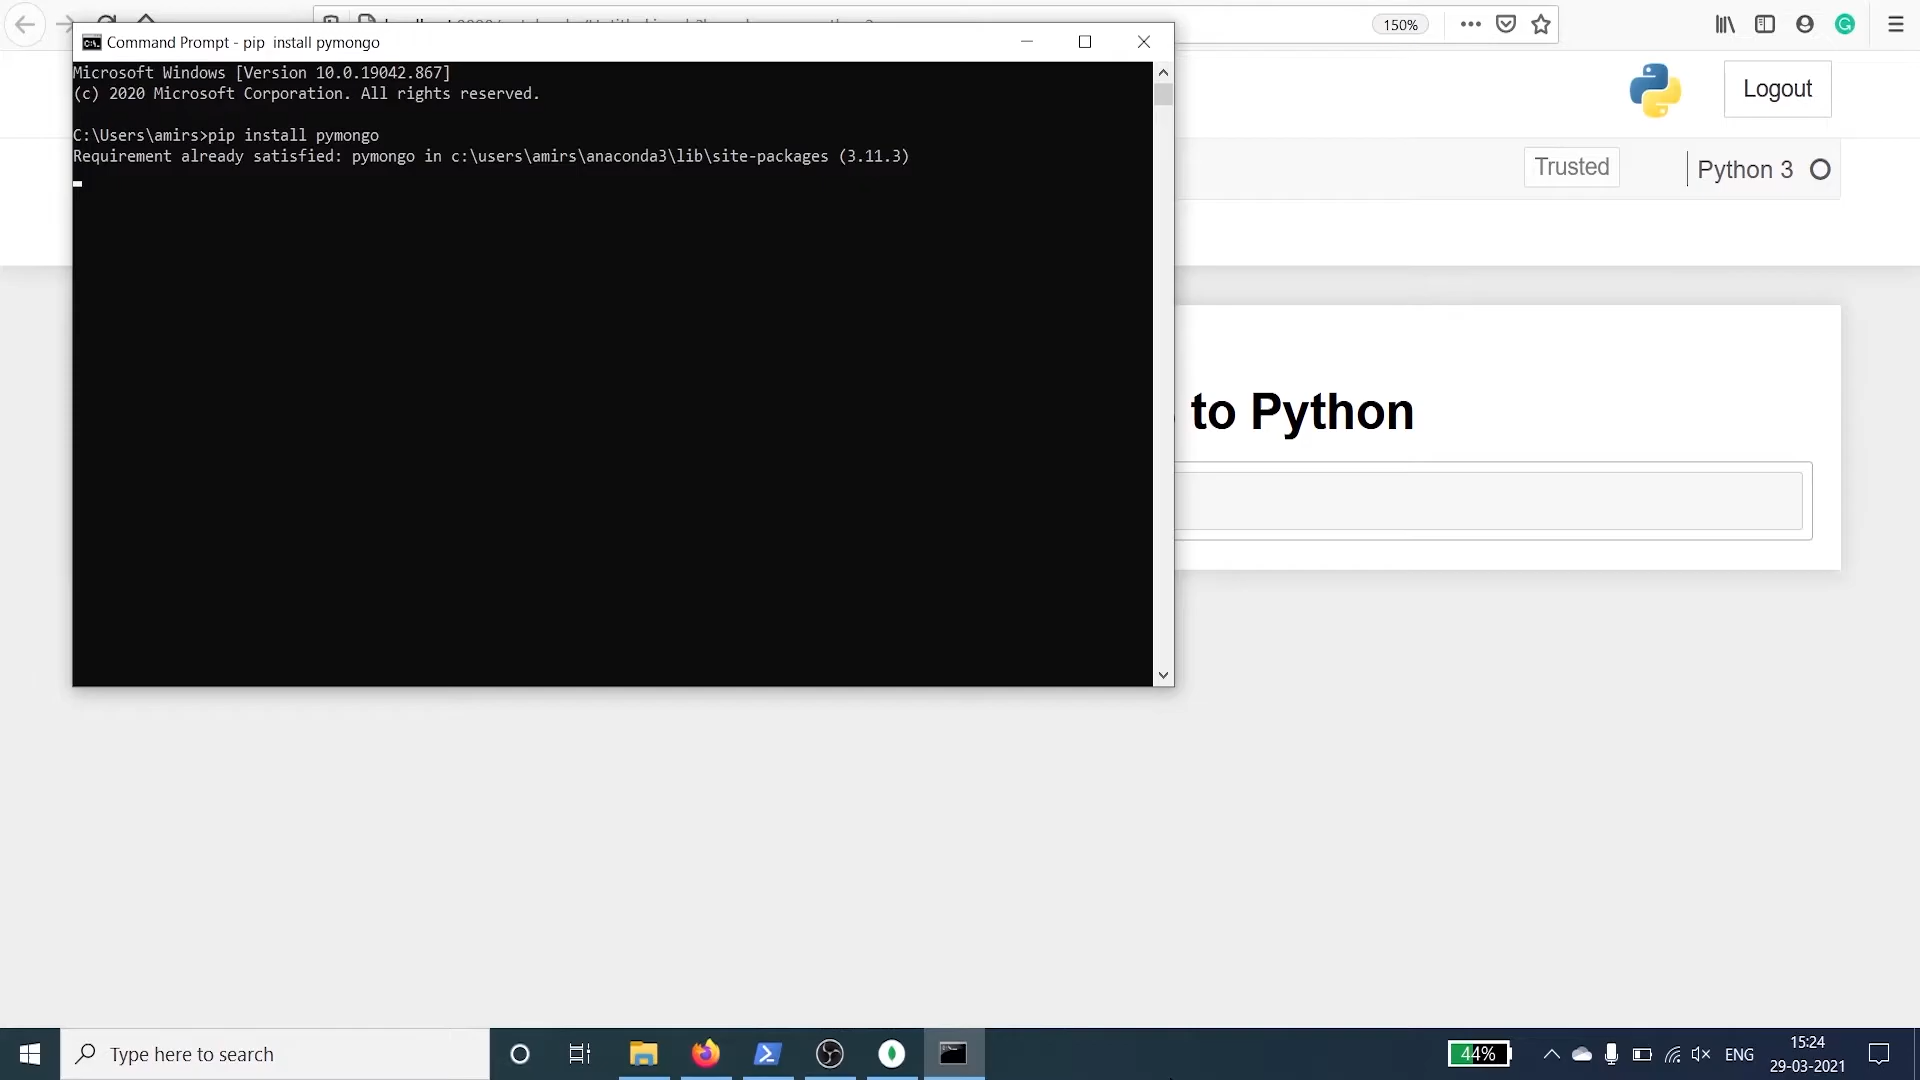 150%
Command Prompt - pip  install pymongo
Microsoft Windows [Version 10.0.19042.867]
(c) 2020 Microsoft Corporation. All rights reserved.
C:\Users\amirs>pip install pymongo
Requirement already satisfied: pymongo in c:\users\amirs\anaconda3\lib\site-packages (3.11.3)
Logout
Trusted
Python 3
to Python
Type here to search
44%
ENG
15:24
29-03-2021